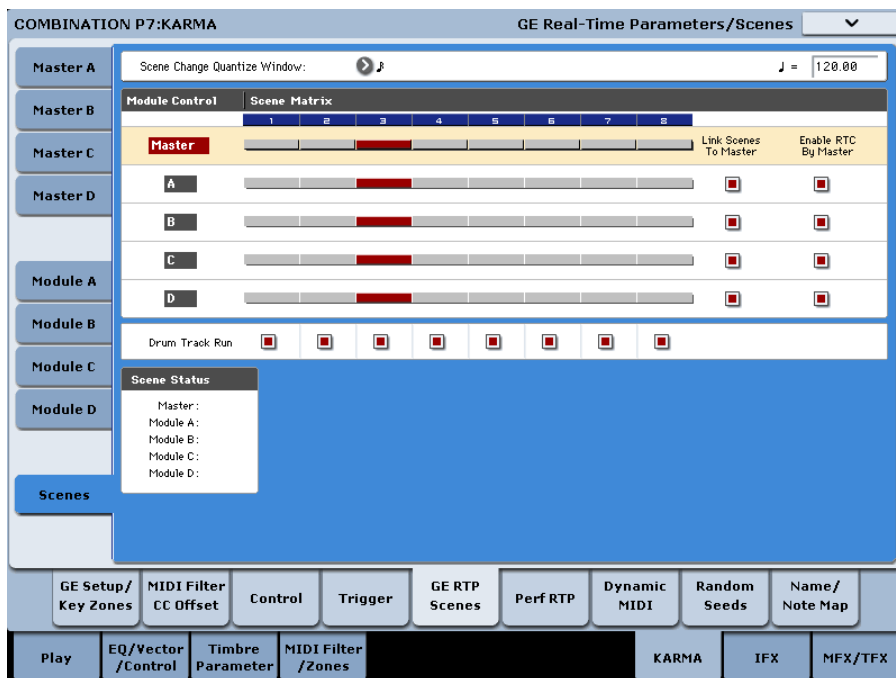 COMBINATION P7:KARMA GE Real-Time Parameters/Scenes
Master A
Master B
Master C
Master D
Module A
Module B
Module C
Module D
Scenes
Scene Change Quantize Window: ♪ ♩ = 120.00
Module Control Scene Matrix
1 2 3 4 5 6 7 8
Master
Link Scenes
To Master
Enable RTC
By Master
A
B
C
D
Drum Track Run
Scene Status
Master:
Module A:
Module B:
Module C:
Module D:
GE Setup/
Key Zones
MIDI Filter
CC Offset
Control
Trigger
GE RTP
Scenes
Perf RTP
Dynamic
MIDI
Random
Seeds
Name/
Note Map
Play
EQ/Vector
/Control
Timbre
Parameter
MIDI Filter
/Zones
KARMA
IFX
MFX/TFX